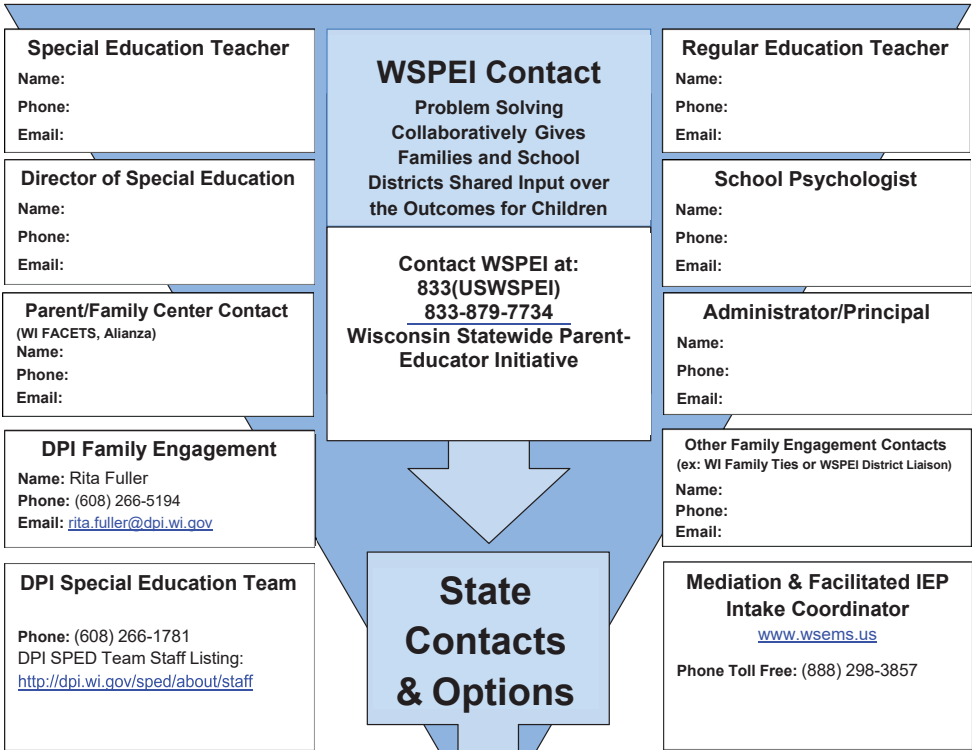 Special Education Teacher
Name:
Phone:
Email:
Director of Special Education
Name:
Phone:
Email:
Parent/Family Center Contact
(WI FACETS, Alianza)
Name:
Phone:
Email:
DPI Family Engagement
Name: Rita Fuller
Phone: (608) 266-5194
Email: rita.fuller@dpi.wi.gov
DPI Special Education Team
Phone: (608) 266-1781
DPI SPED Team Staff Listing:
http://dpi.wi.gov/sped/about/staff
WSPEI Contact
Problem Solving
Collaboratively Gives
Families and School
Districts Shared Input over
the Outcomes for Children
Contact WSPEI at:
833(USWSPEI)
833-879-7734
Wisconsin Statewide Parent-
Educator Initiative
State
Contacts
& Options
Regular Education Teacher
Name:
Phone:
Email:
School Psychologist
Name:
Phone:
Email:
Administrator/Principal
Name:
Phone:
Email:
Other Family Engagement Contacts
(ex: WI Family Ties or WSPEI District Liaison)
Name:
Phone:
Email:
Mediation & Facilitated IEP
Intake Coordinator
www.wsems.us
Phone Toll Free: (888) 298-3857